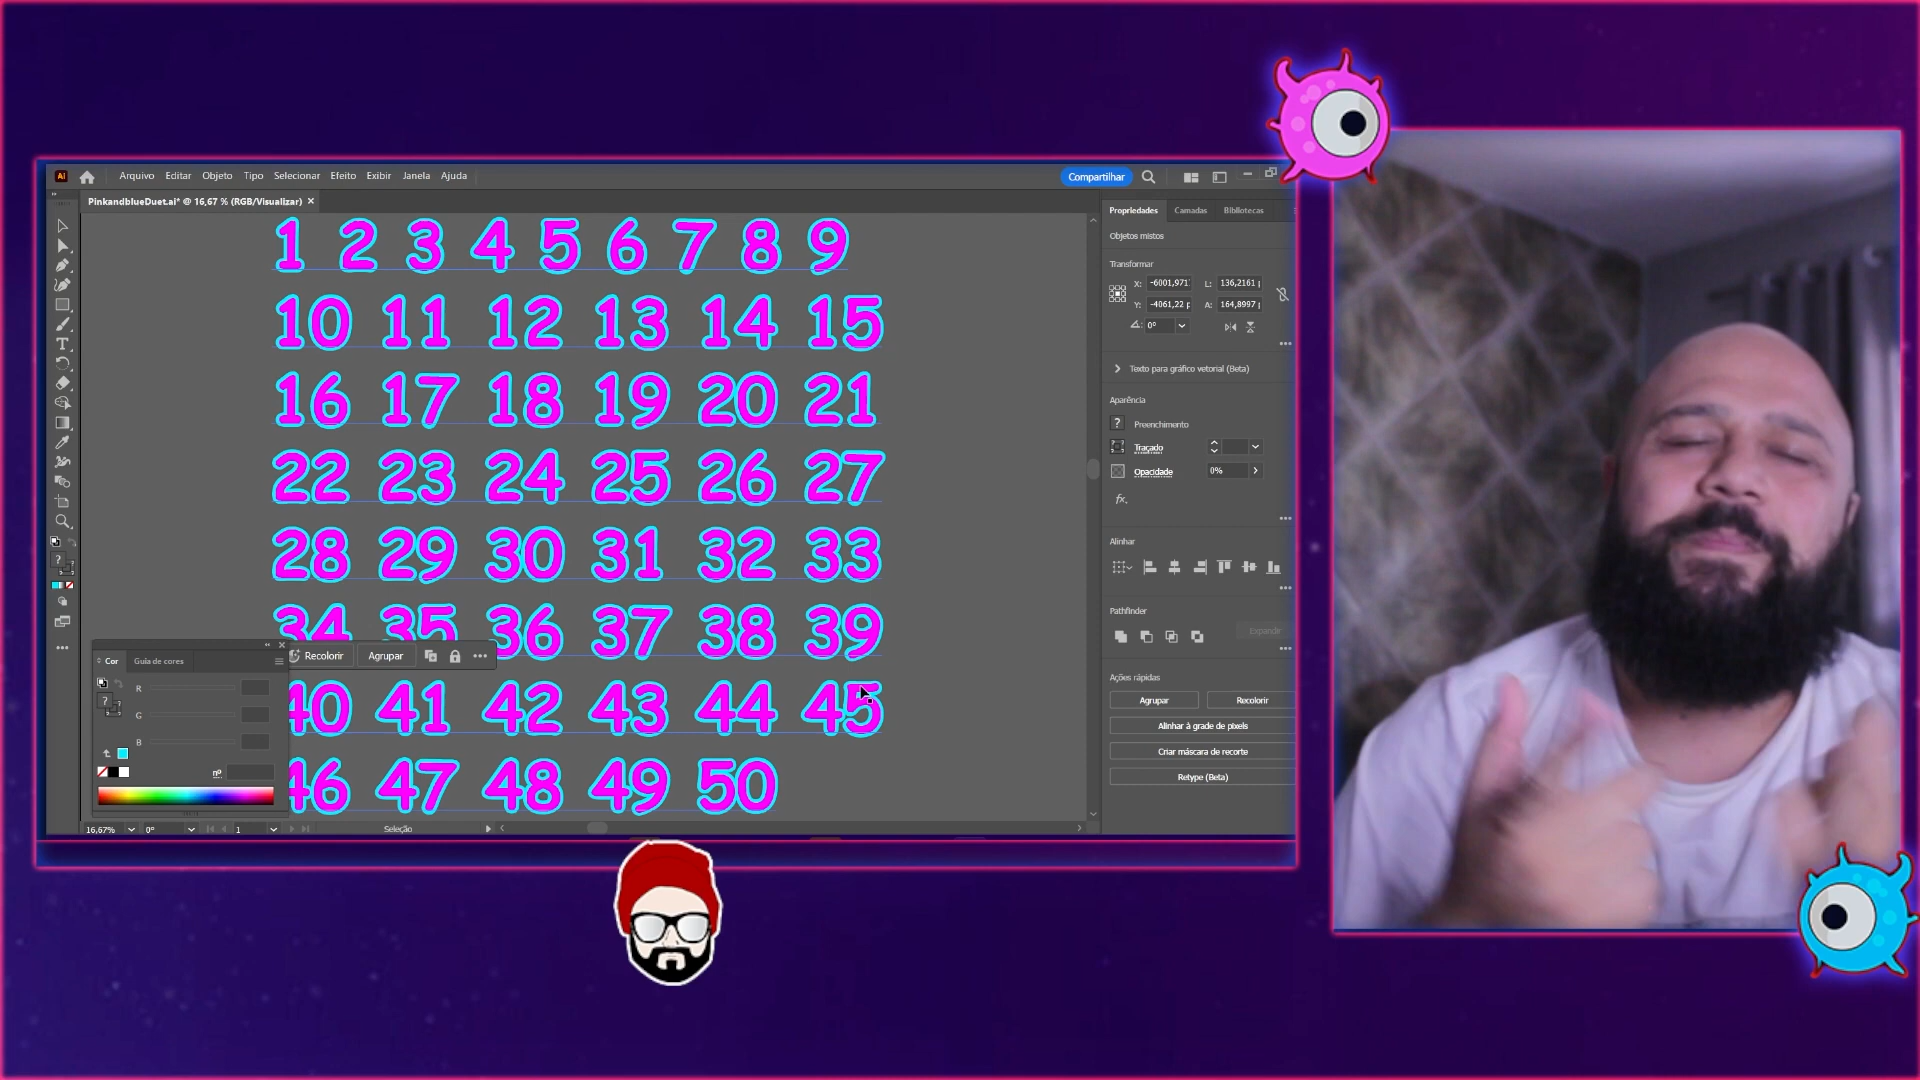 Ai Arquivo Editar Objeto Tipo Selecionar Efeito Exibir Janela Ajuda Compartilhar
PinkandblueDuet.ai* @ 16,67 % (RGB/Visualizar) ×
1 2 3 4 5 6 7 8 9
10 11 12 13 14 15
16 17 18 19 20 21
22 23 24 25 26 27
28 29 30 31 32 33
34 35 36 37 38 39
40 41 42 43 44 45
46 47 48 49 50
Recolorir Agrupar
Cor Guia de cores
R
G
B
nº
16,67% 0° 1 Seleção
Propriedades Camadas Bibliotecas
Objetos mistos
Transformar
X: -6001,971 L: 136,2161
Y: -4061,22 p A: 164,8997
0°
Texto para gráfico vetorial (Beta)
Aparência
? Preenchimento
Traçado
Opacidade 0%
fx.
Alinhar
Pathfinder
Expandir
Ações rápidas
Agrupar Recolorir
Alinhar à grade de pixels
Criar máscara de recorte
Retype (Beta)